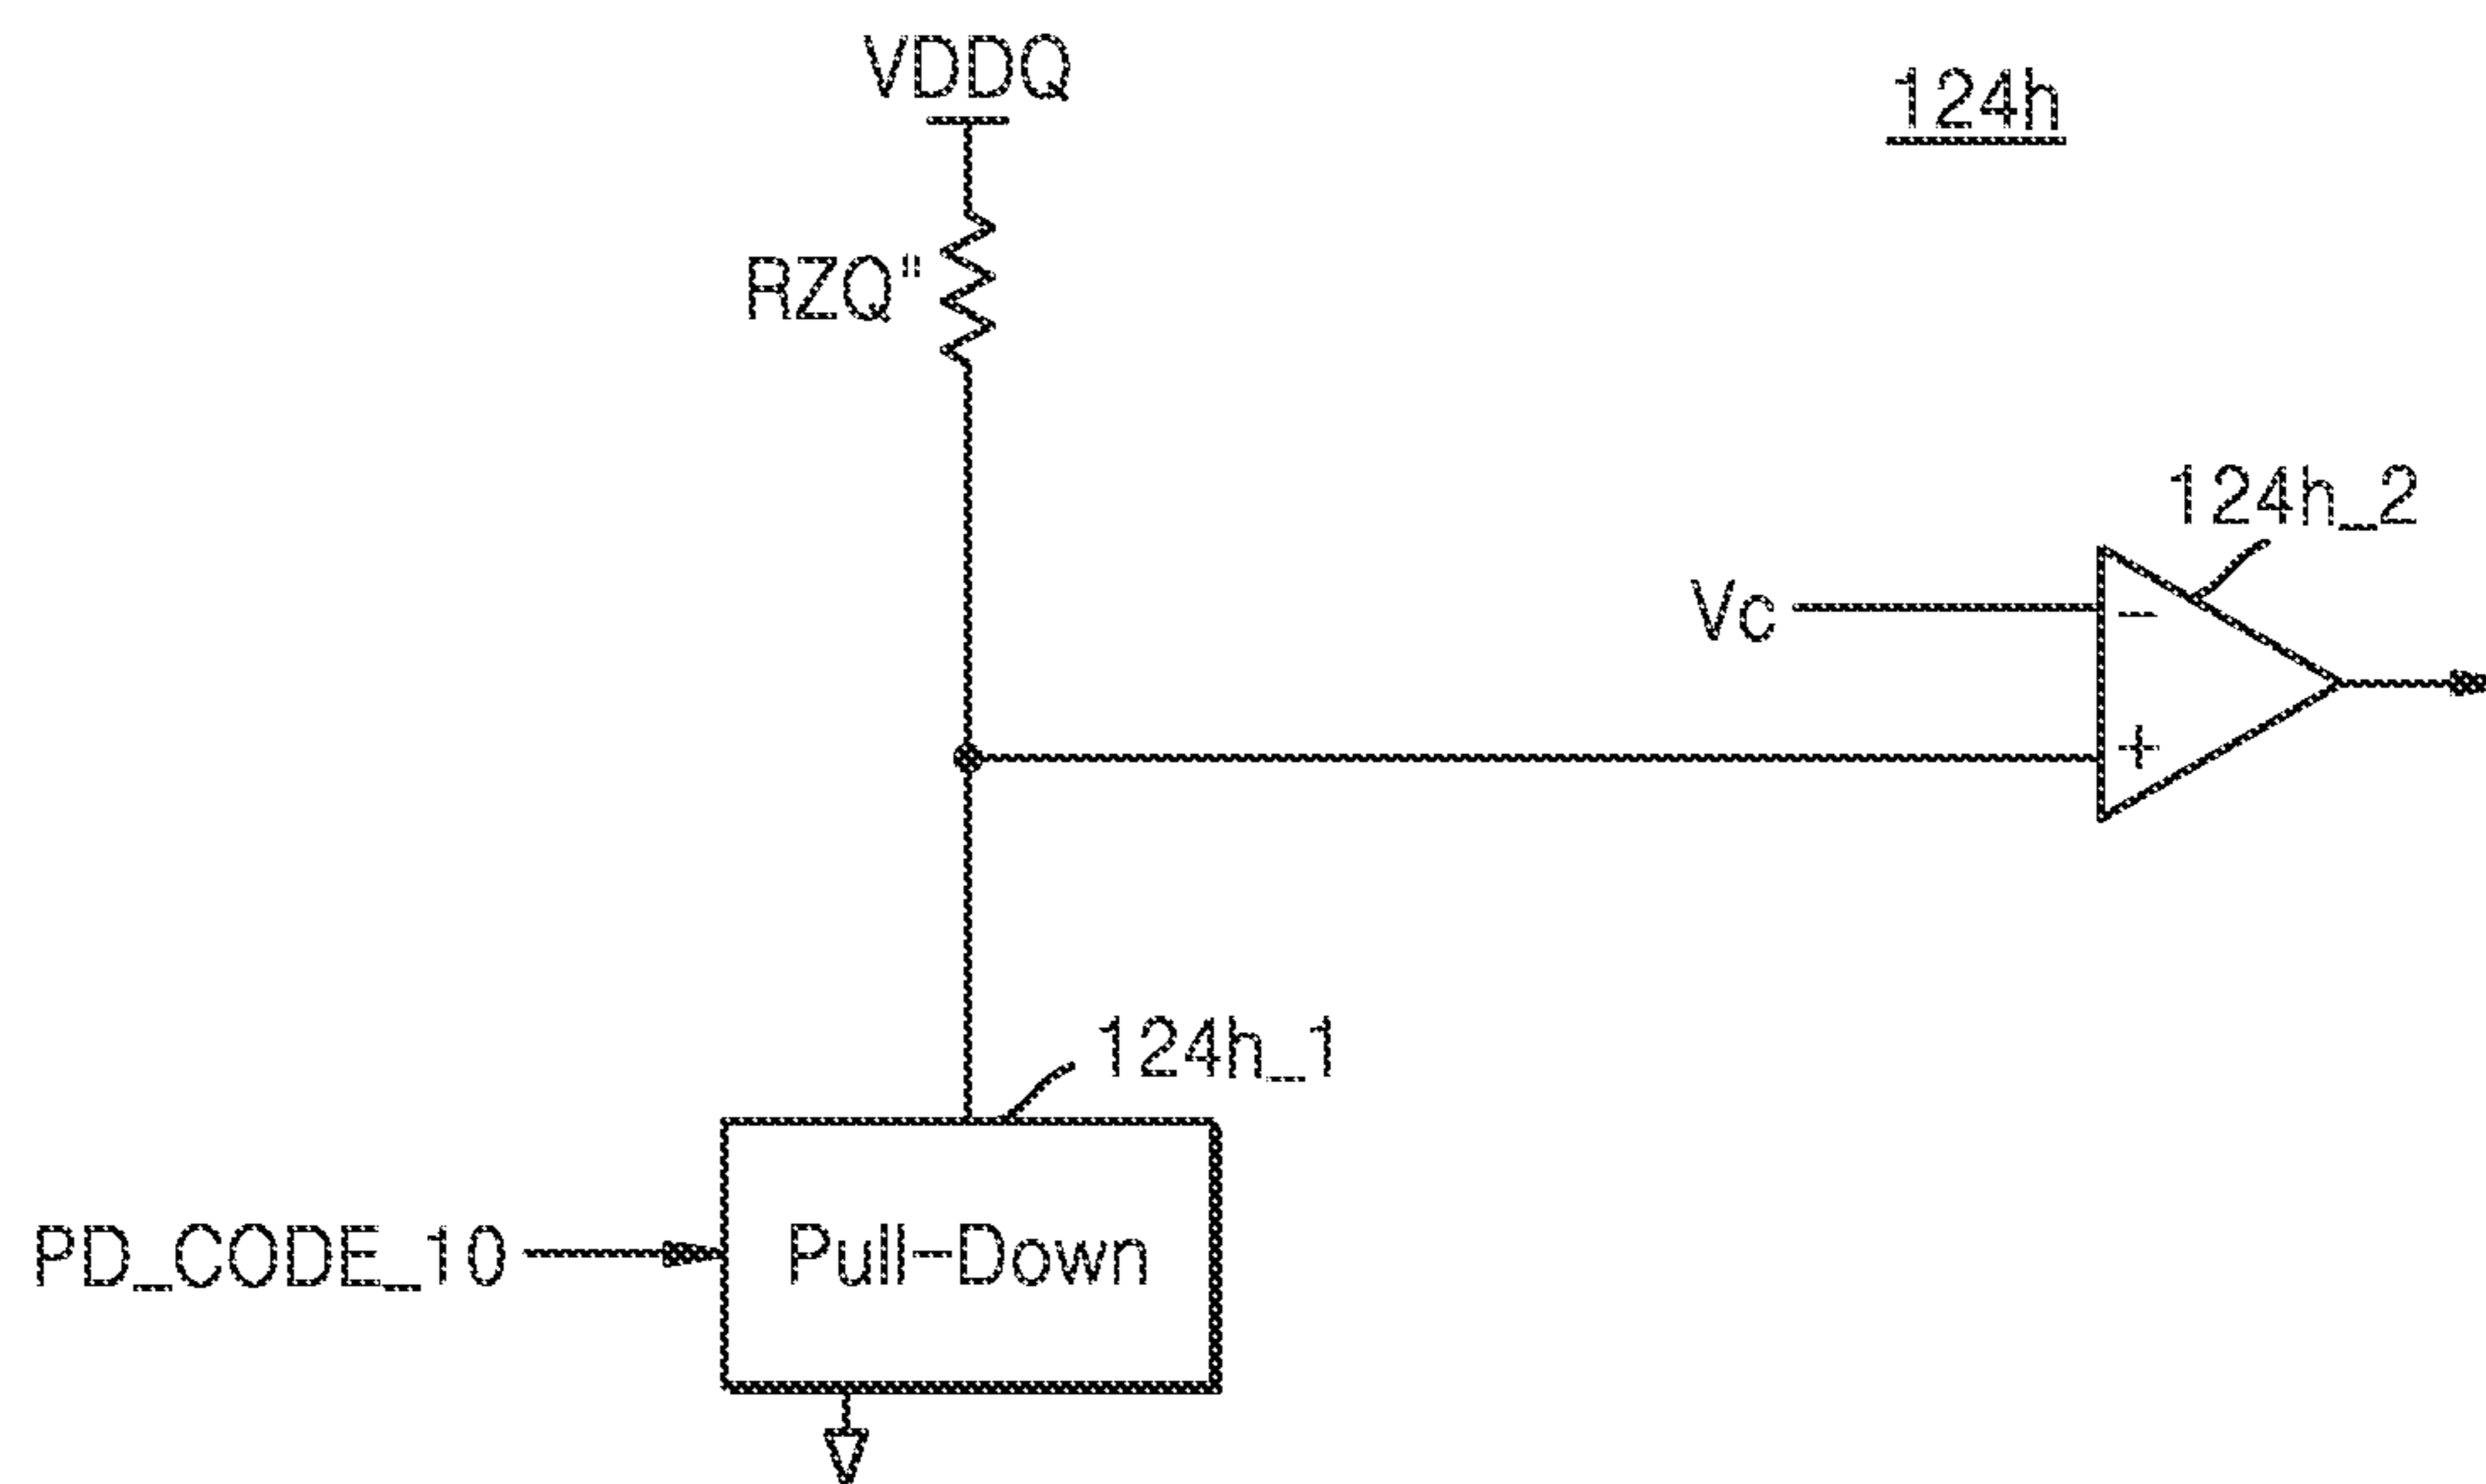 VDDQ
124h
RZQ"
124h_2
Vc
-
+
124h_1
PD_CODE_10
Pull-Down